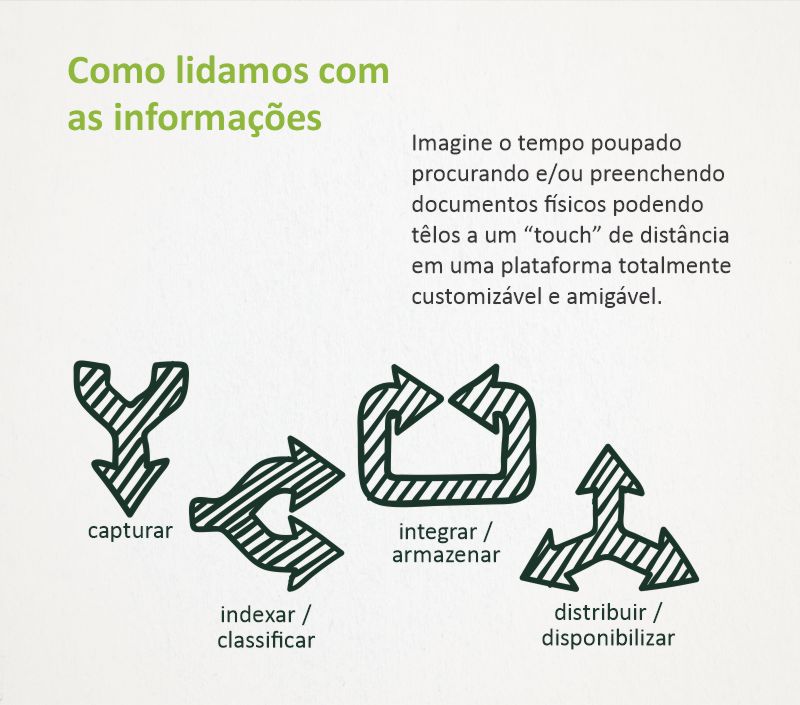 Como lidamos com
as informações
Imagine o tempo poupado
procurando e/ou preenchendo
documentos físicos podendo
têlos a um “touch” de distância
em uma plataforma totalmente
customizável e amigável.
capturar
indexar /
classificar
integrar /
armazenar
distribuir /
disponibilizar